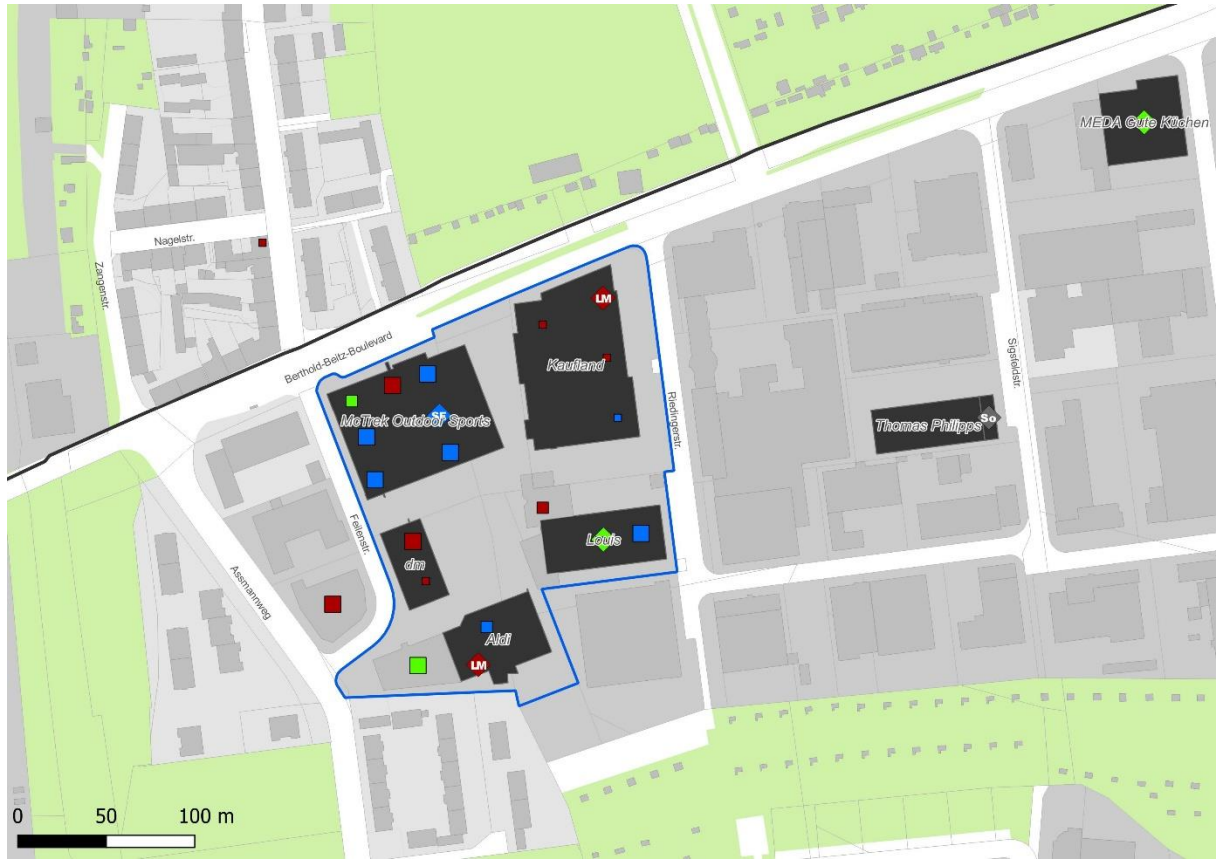 MEDA Gute Küchen
Nagelstr.
Zangenstr.
LM
Berthold-Beitz-Boulevard
Kaufland
Sigsfeldstr.
Riedingerstr.
SF
McTrek Outdoor Sports
Thomas Philipps
So
Feilenstr.
Louis
dm
Assmannweg
Aldi
LM
0 50 100 m